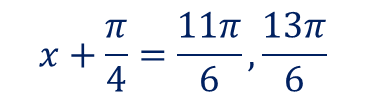 x + π/4 = 11π/6, 13π/6